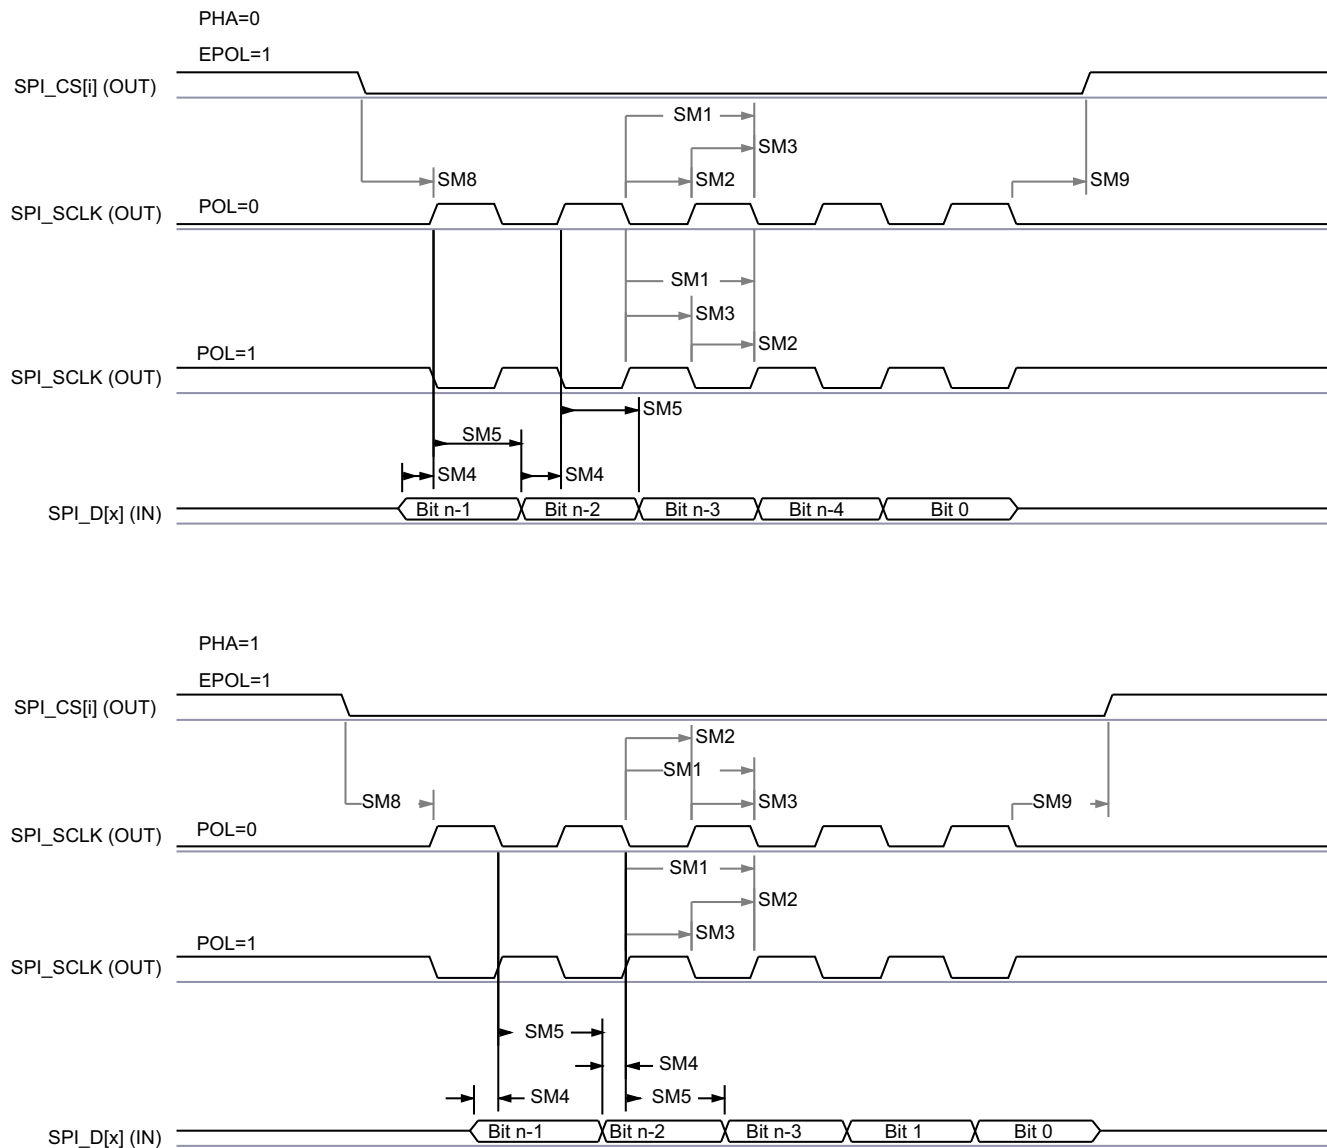 PHA=0
EPOL=1
SPI_CS[i] (OUT)
SM1
SM3
SM8
SM2
SM9
POL=0
SPI_SCLK (OUT)
SM1
SM3
SM2
POL=1
SPI_SCLK (OUT)
SM5
SM5
SM4
SM4
SPI_D[x] (IN)
Bit n-1
Bit n-2
Bit n-3
Bit n-4
Bit 0
PHA=1
EPOL=1
SPI_CS[i] (OUT)
SM2
SM1
SM8
SM3
SM9
POL=0
SPI_SCLK (OUT)
SM1
SM2
SM3
POL=1
SPI_SCLK (OUT)
SM5
SM4
SM4
SM5
SPI_D[x] (IN)
Bit n-1
Bit n-2
Bit n-3
Bit 1
Bit 0